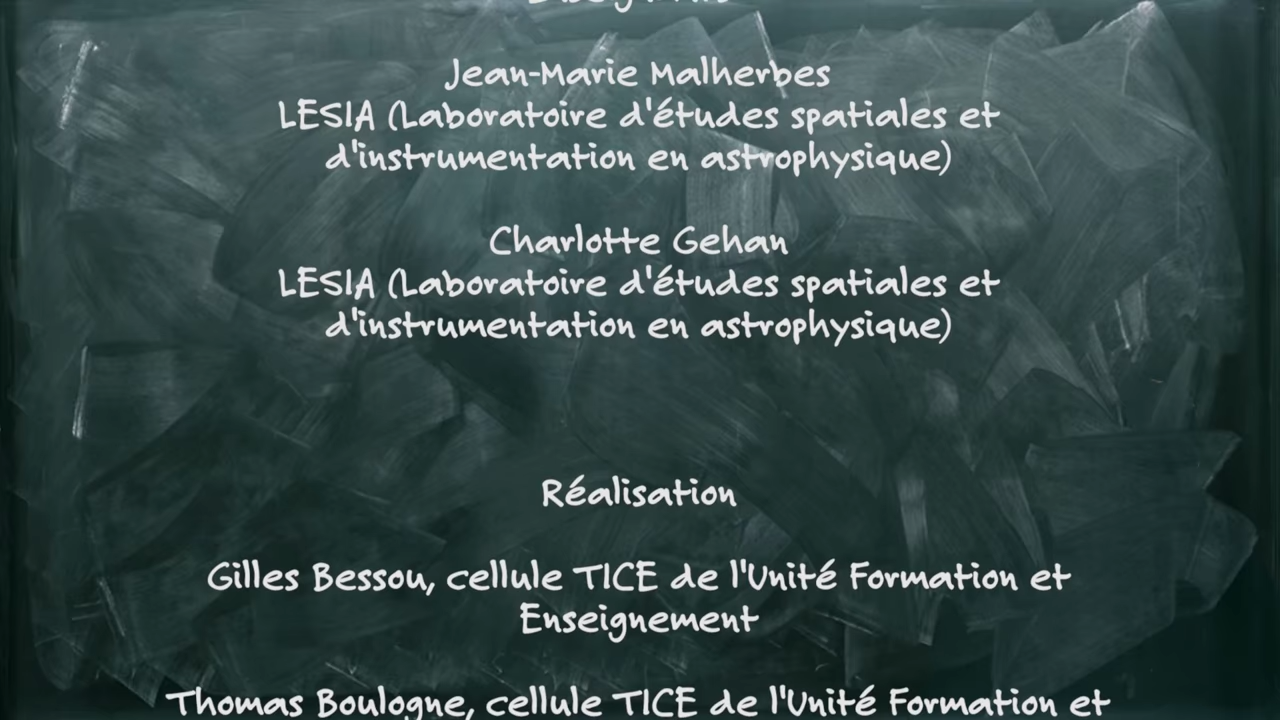 Jean-Marie Malherbes
LESIA (Laboratoire d'études spatiales et
d'instrumentation en astrophysique)
Charlotte Gehan
LESIA (Laboratoire d'études spatiales et
d'instrumentation en astrophysique)
Réalisation
Gilles Bessou, cellule TICE de l'Unité Formation et
Enseignement
Thomas Boulogne, cellule TICE de l'Unité Formation et